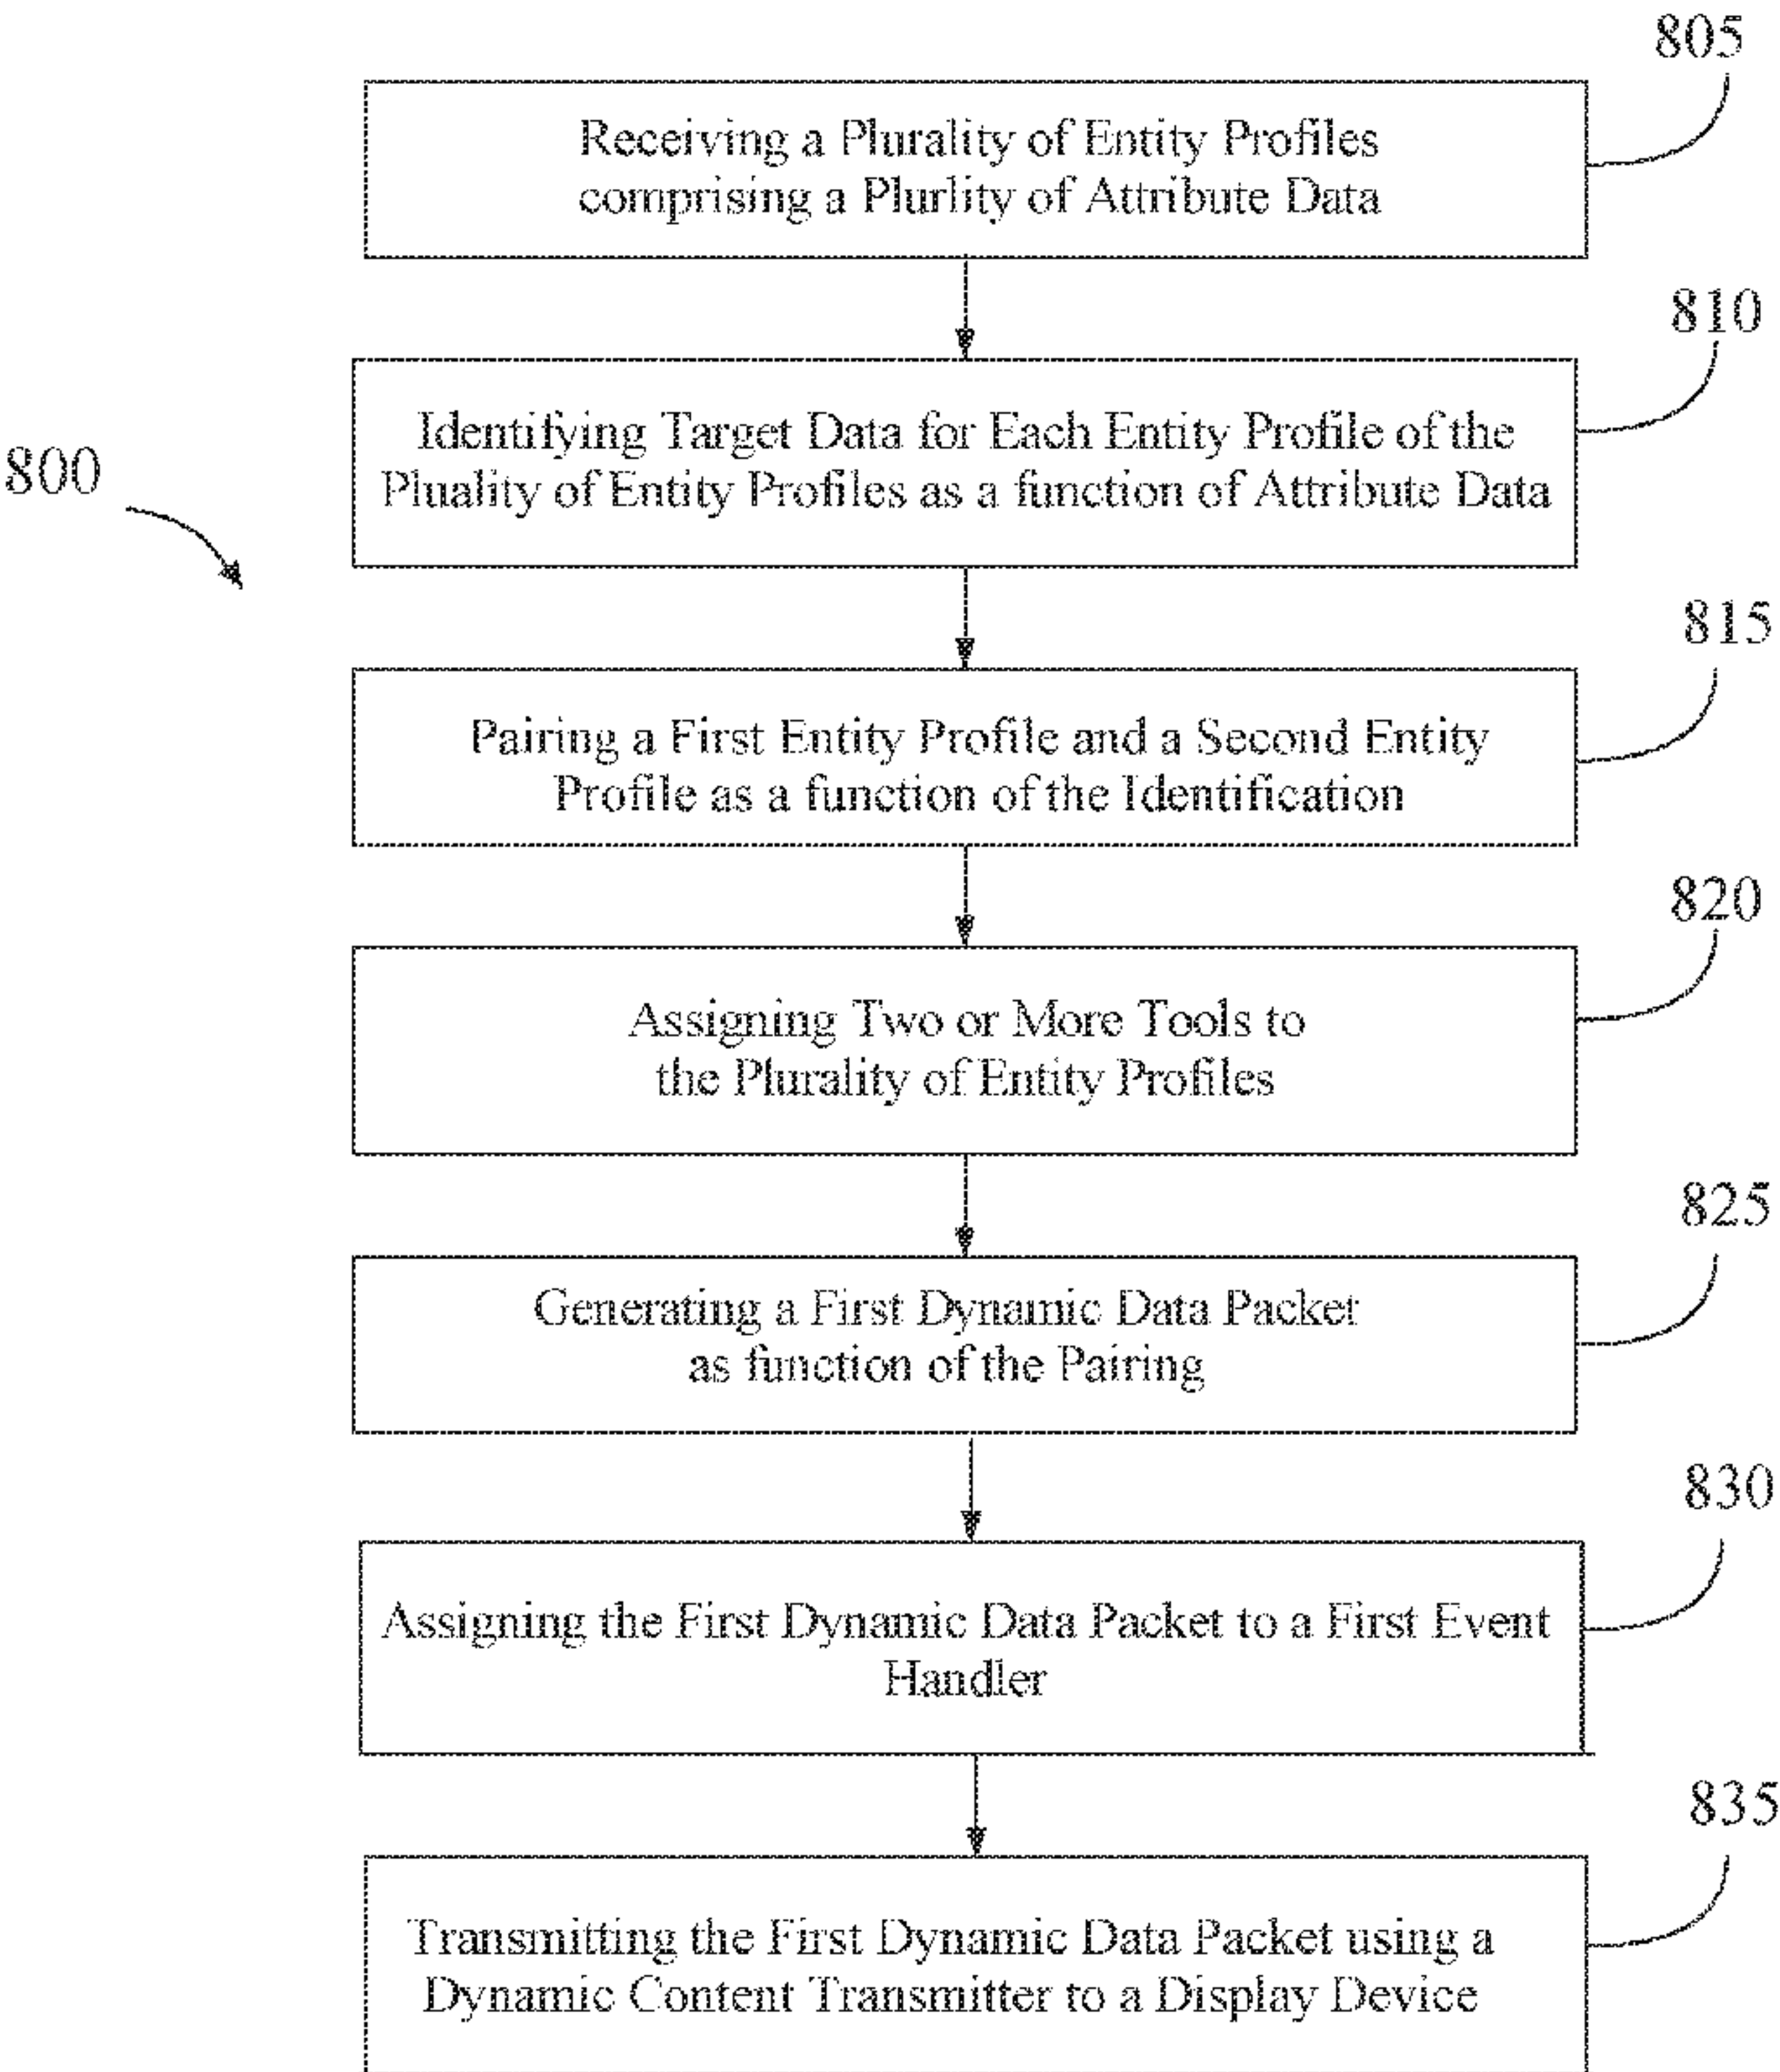 805
Receiving a Plurality of Entity Profiles
comprising a Plurlity of Attribute Data
810
Identifying Target Data for Each Entity Profile of the
Pluality of Entity Profiles as a function of Attribute Data
800
815
Pairing a First Entity Profile and a Second Entity
Profile as a function of the Identification
820
Assigning Two or More Tools to
the Plurality of Entity Profiles
825
Generating a First Dynamic Data Packet
as function of the Pairing
830
Assigning the First Dynamic Data Packet to a First Event
Handler
835
Transmitting the First Dynamic Data Packet using a
Dynamic Content Transmitter to a Display Device